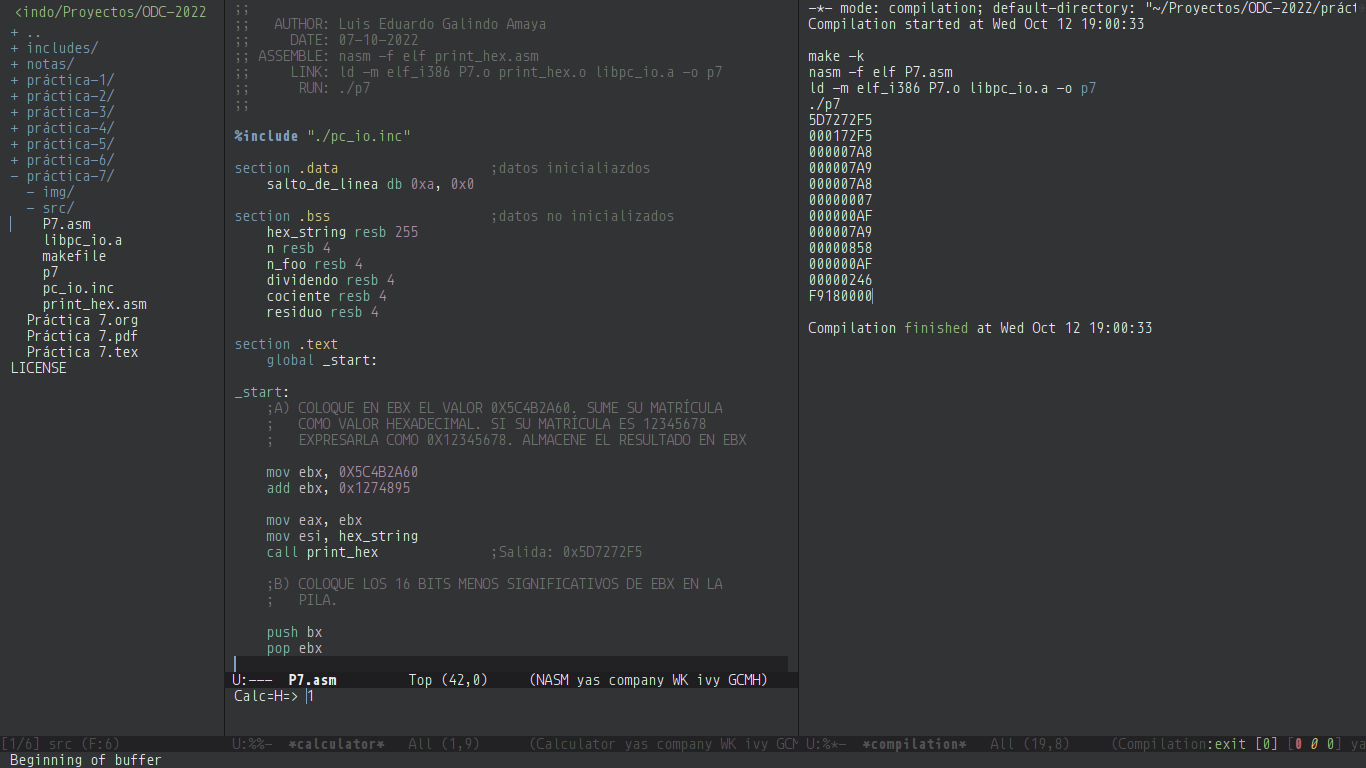 <indo/Proyectos/ODC-2022
+ ..
+ includes/
+ notas/
+ práctica-1/
+ práctica-2/
+ práctica-3/
+ práctica-4/
+ práctica-5/
+ práctica-6/
- práctica-7/
- img/
- src/
P7.asm
libpc_io.a
makefile
p7
pc_io.inc
print_hex.asm
Práctica 7.org
Práctica 7.pdf
Práctica 7.tex
LICENSE
[1/6] src (F:6)
;;
;;   AUTHOR: Luis Eduardo Galindo Amaya
;;     DATE: 07-10-2022
;; ASSEMBLE: nasm -f elf print_hex.asm
;;     LINK: ld -m elf_i386 P7.o print_hex.o libpc_io.a -o p7
;;      RUN: ./p7
;;
%include "./pc_io.inc"
section .data                   ;datos inicialiazdos
    salto_de_linea db 0xa, 0x0
section .bss                    ;datos no inicializados
    hex_string resb 255
    n resb 4
    n_foo resb 4
    dividendo resb 4
    cociente resb 4
    residuo resb 4
section .text
    global _start:
_start:
    ;A) COLOQUE EN EBX EL VALOR 0X5C4B2A60. SUME SU MATRÍCULA
    ;   COMO VALOR HEXADECIMAL. SI SU MATRÍCULA ES 12345678
    ;   EXPRESARLA COMO 0X12345678. ALMACENE EL RESULTADO EN EBX
    mov ebx, 0X5C4B2A60
    add ebx, 0x1274895
    mov eax, ebx
    mov esi, hex_string
    call print_hex              ;Salida: 0x5D7272F5
    ;B) COLOQUE LOS 16 BITS MENOS SIGNIFICATIVOS DE EBX EN LA
    ;   PILA.
    push bx
    pop ebx
U:---  P7.asm         Top (42,0)     (NASM yas company WK ivy GCMH)
Calc=H=> 1
U:%%-  *calculator*   All (1,9)      (Calculator yas company WK ivy GCM
-*- mode: compilation; default-directory: "~/Proyectos/ODC-2022/práct
Compilation started at Wed Oct 12 19:00:33
make -k
nasm -f elf P7.asm
ld -m elf_i386 P7.o libpc_io.a -o p7
./p7
5D7272F5
000172F5
000007A8
000007A9
000007A8
00000007
000000AF
000007A9
00000858
000000AF
00000246
F9180000
Compilation finished at Wed Oct 12 19:00:33
U:%*-  *compilation*   All (19,8)     (Compilation:exit [0] [0 0 0] ya
Beginning of buffer